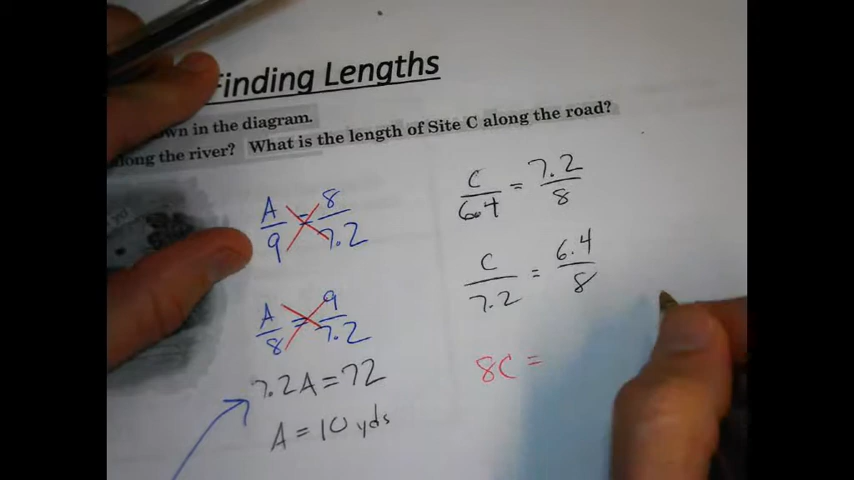 Finding Lengths
own in the diagram.
along the river? What is the length of Site C along the road?
A/9 = 8/7.2
A/8 = 9/7.2
7.2A = 72
A = 10 yds
C/6.4 = 7.2/8
C/7.2 = 6.4/8
8C =